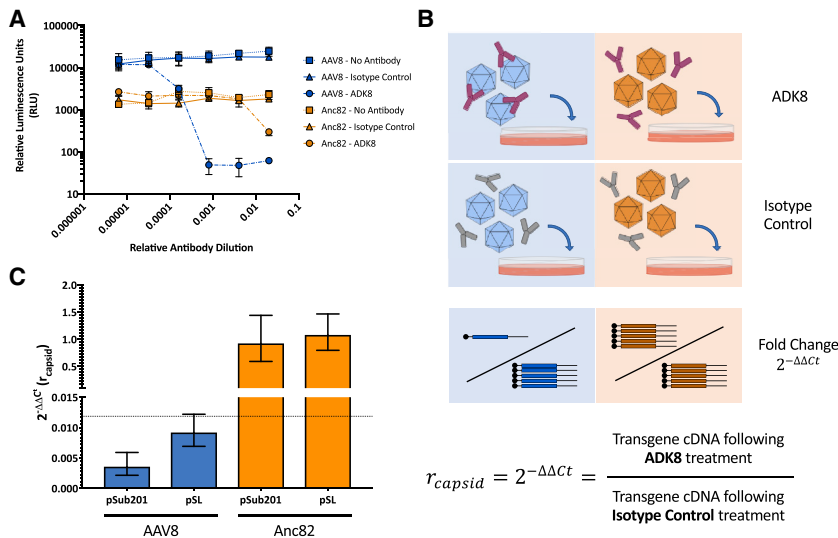 A
100000
10000
1000
100
10
Relative Luminescence Units
(RLU)
0.000001
0.00001
0.0001
0.001
0.01
0.1
Relative Antibody Dilution
AAV8 - No Antibody
AAV8 - Isotype Control
AAV8 - ADK8
Anc82 - No Antibody
Anc82 - Isotype Control
Anc82 - ADK8
B
ADK8
Isotype
Control
Fold Change
2^−ΔΔCt
r_capsid = 2^−ΔΔCt =
Transgene cDNA following
ADK8 treatment
Transgene cDNA following
Isotype Control treatment
C
2.0
1.5
1.0
0.5
0.015
0.010
0.005
0.000
2^-ΔΔCt (r_capsid)
pSub201
pSL
pSub201
pSL
AAV8
Anc82